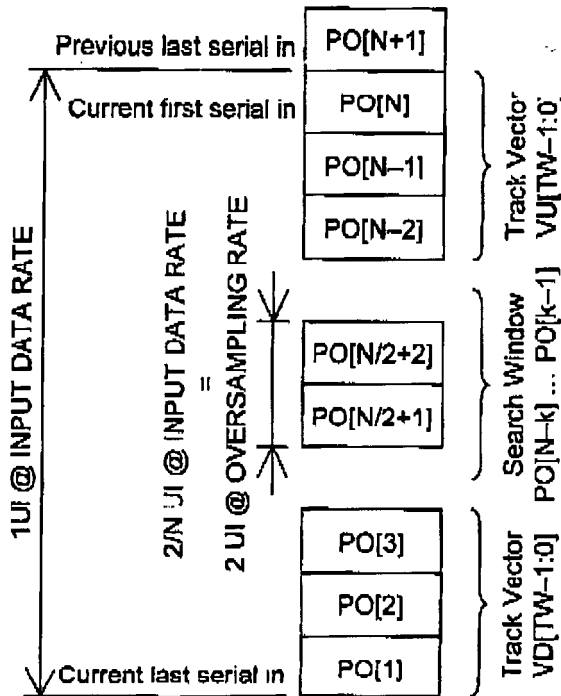 Previous last serial in
PO[N+1]
Current first serial in
PO[N]
PO[N–1]
PO[N–2]
Track Vector
VU[TW–1:0]
1UI @ INPUT DATA RATE
2/N UI @ INPUT DATA RATE
=
2 UI @ OVERSAMPLING RATE
PO[N/2+2]
PO[N/2+1]
Search Window
PO[N–k] ... PO[k–1]
PO[3]
PO[2]
Current last serial in
PO[1]
Track Vector
VD[TW–1:0]